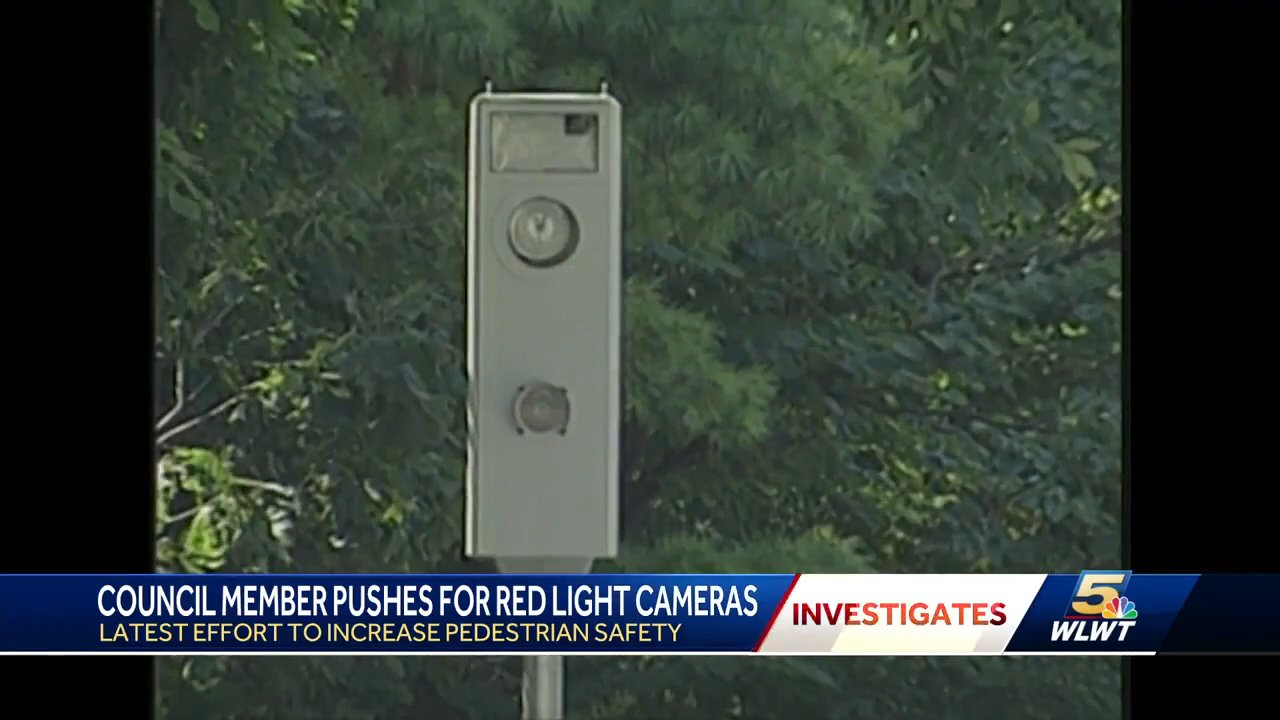 COUNCIL MEMBER PUSHES FOR RED LIGHT CAMERAS
LATEST EFFORT TO INCREASE PEDESTRIAN SAFETY
INVESTIGATES
5
WLWT